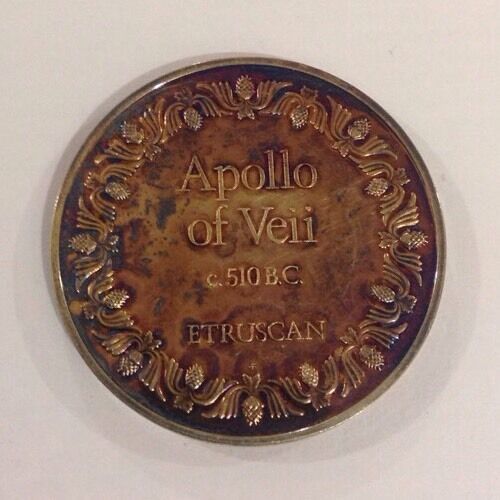 Apollo
of Veii
c. 510 B.C.
ETRUSCAN